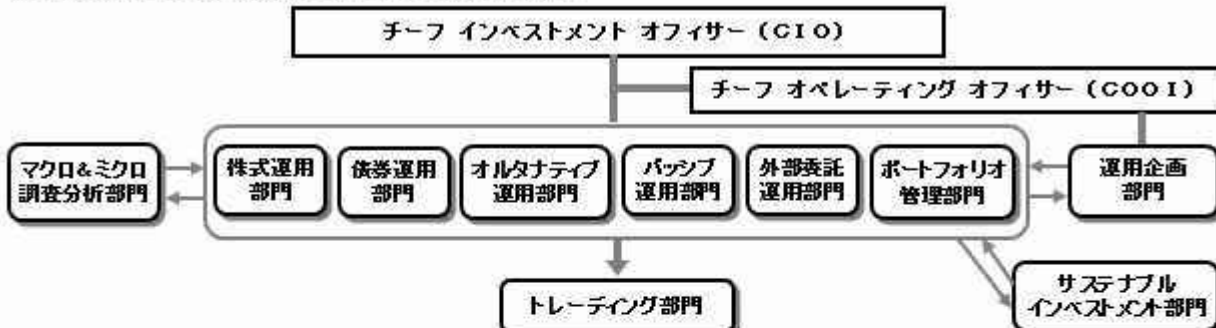 チーフ インベストメント オフィサー（CIO）
チーフ オペレーティング オフィサー（COOI）
マクロ&ミクロ
調査分析部門
株式運用
部門
債券運用
部門
オルタナティブ
運用部門
パッシブ
運用部門
外部委託
運用部門
ポートフォリオ
管理部門
運用企画
部門
トレーディング部門
サステナブル
インベストメント部門